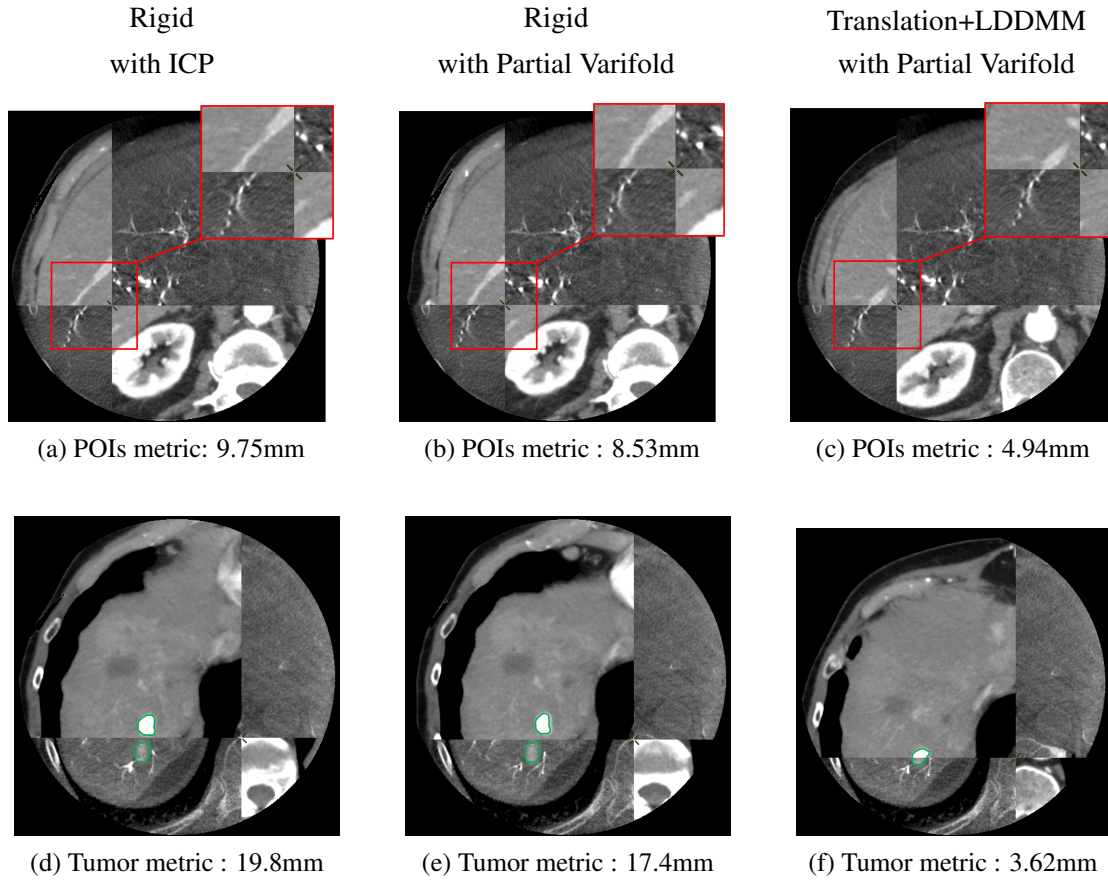 Rigid
with ICP
Rigid
with Partial Varifold
Translation+LDDMM
with Partial Varifold
(a) POIs metric: 9.75mm
(b) POIs metric : 8.53mm
(c) POIs metric : 4.94mm
(d) Tumor metric : 19.8mm
(e) Tumor metric : 17.4mm
(f) Tumor metric : 3.62mm